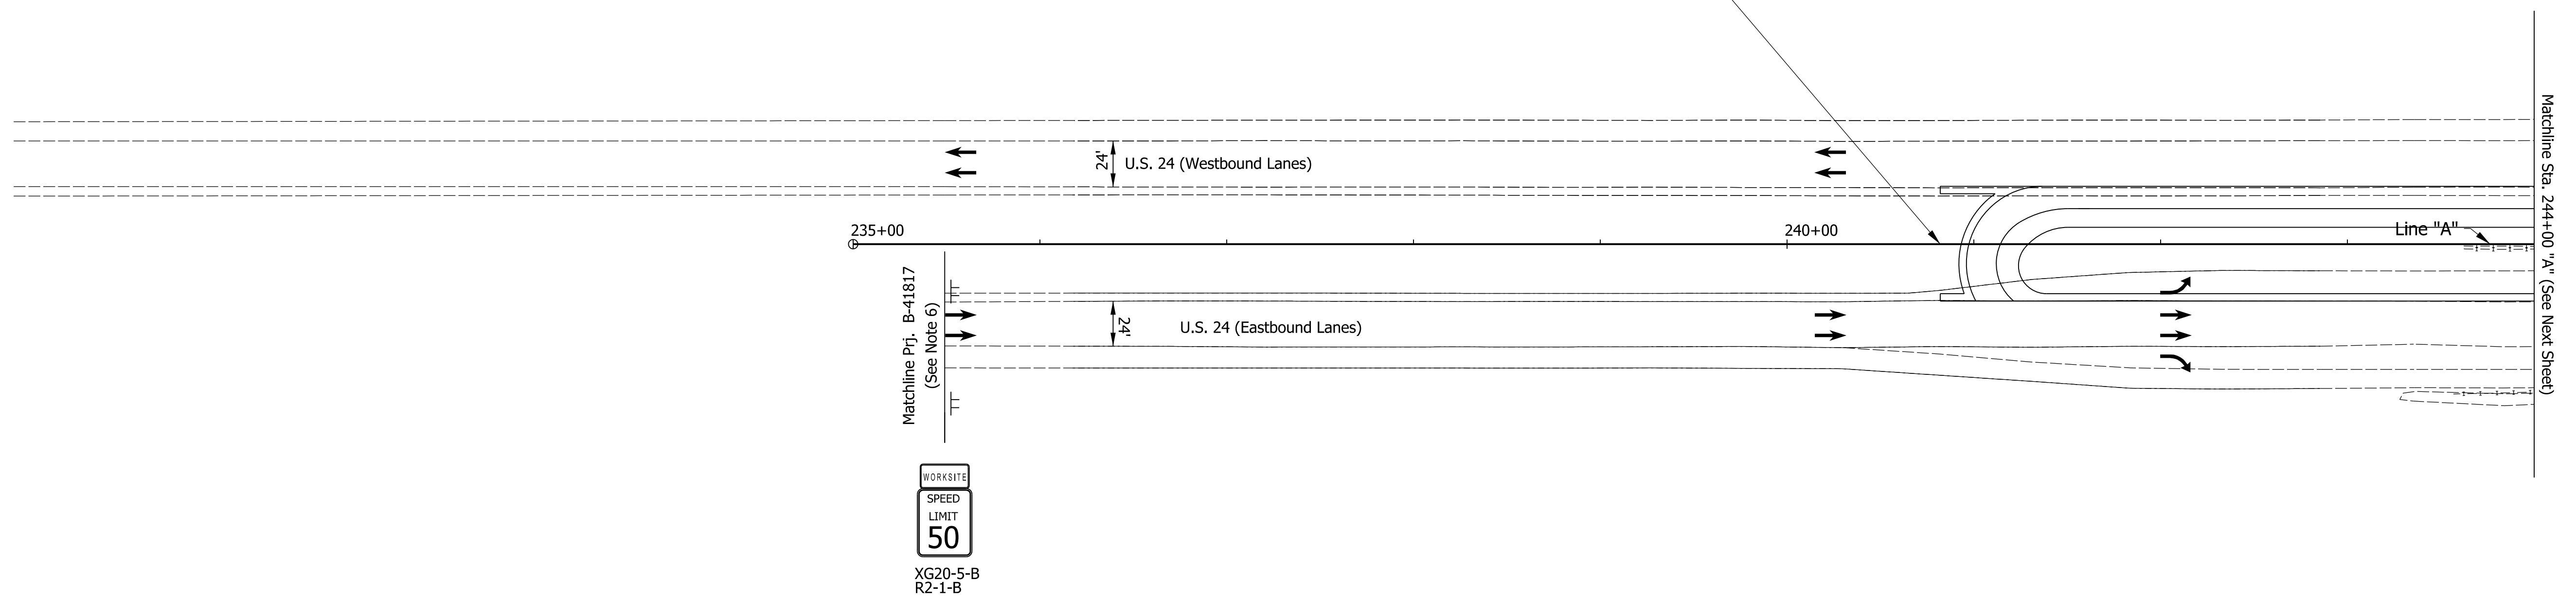 24'
U.S. 24 (Westbound Lanes)
235+00
240+00
Line "A"
Matchline Sta. 244+00 "A" (See Next Sheet)
Matchline Prj. B-41817
(See Note 6)
24'
U.S. 24 (Eastbound Lanes)
WORKSITE
SPEED
LIMIT
50
XG20-5-B
R2-1-B